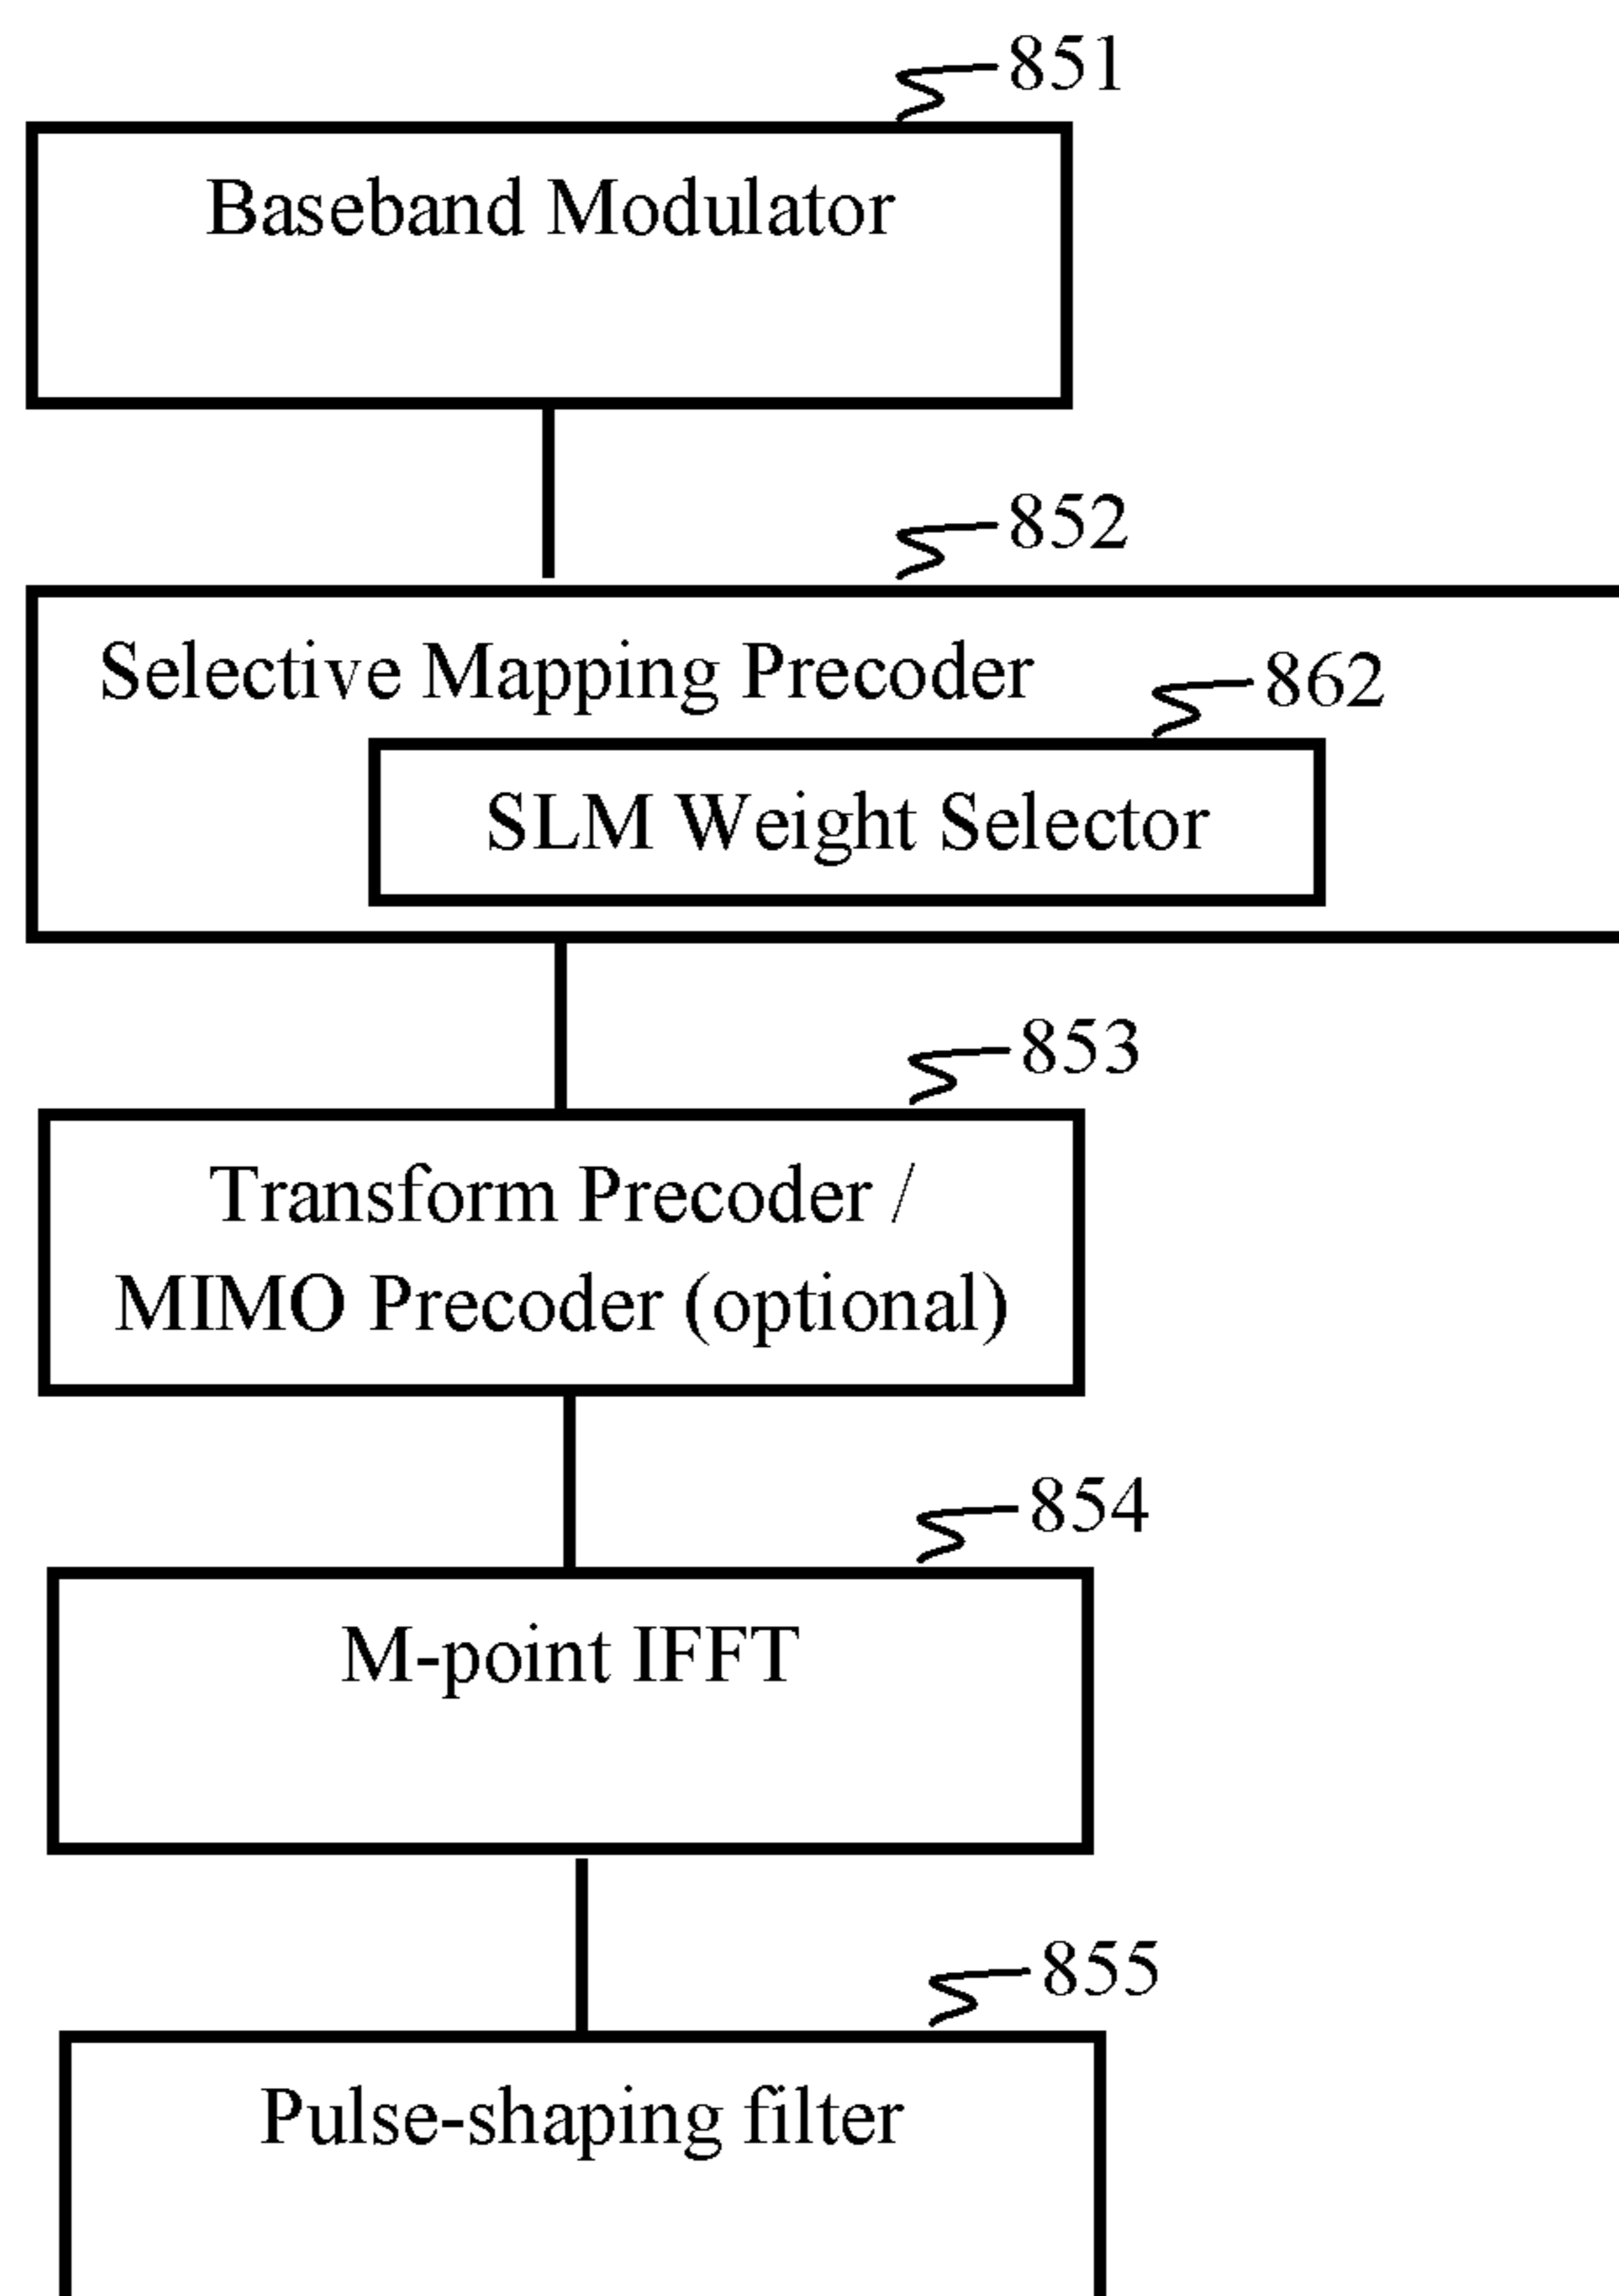 851
Baseband Modulator
852
Selective Mapping Precoder
862
SLM Weight Selector
853
Transform Precoder /
MIMO Precoder (optional)
854
M-point IFFT
855
Pulse-shaping filter